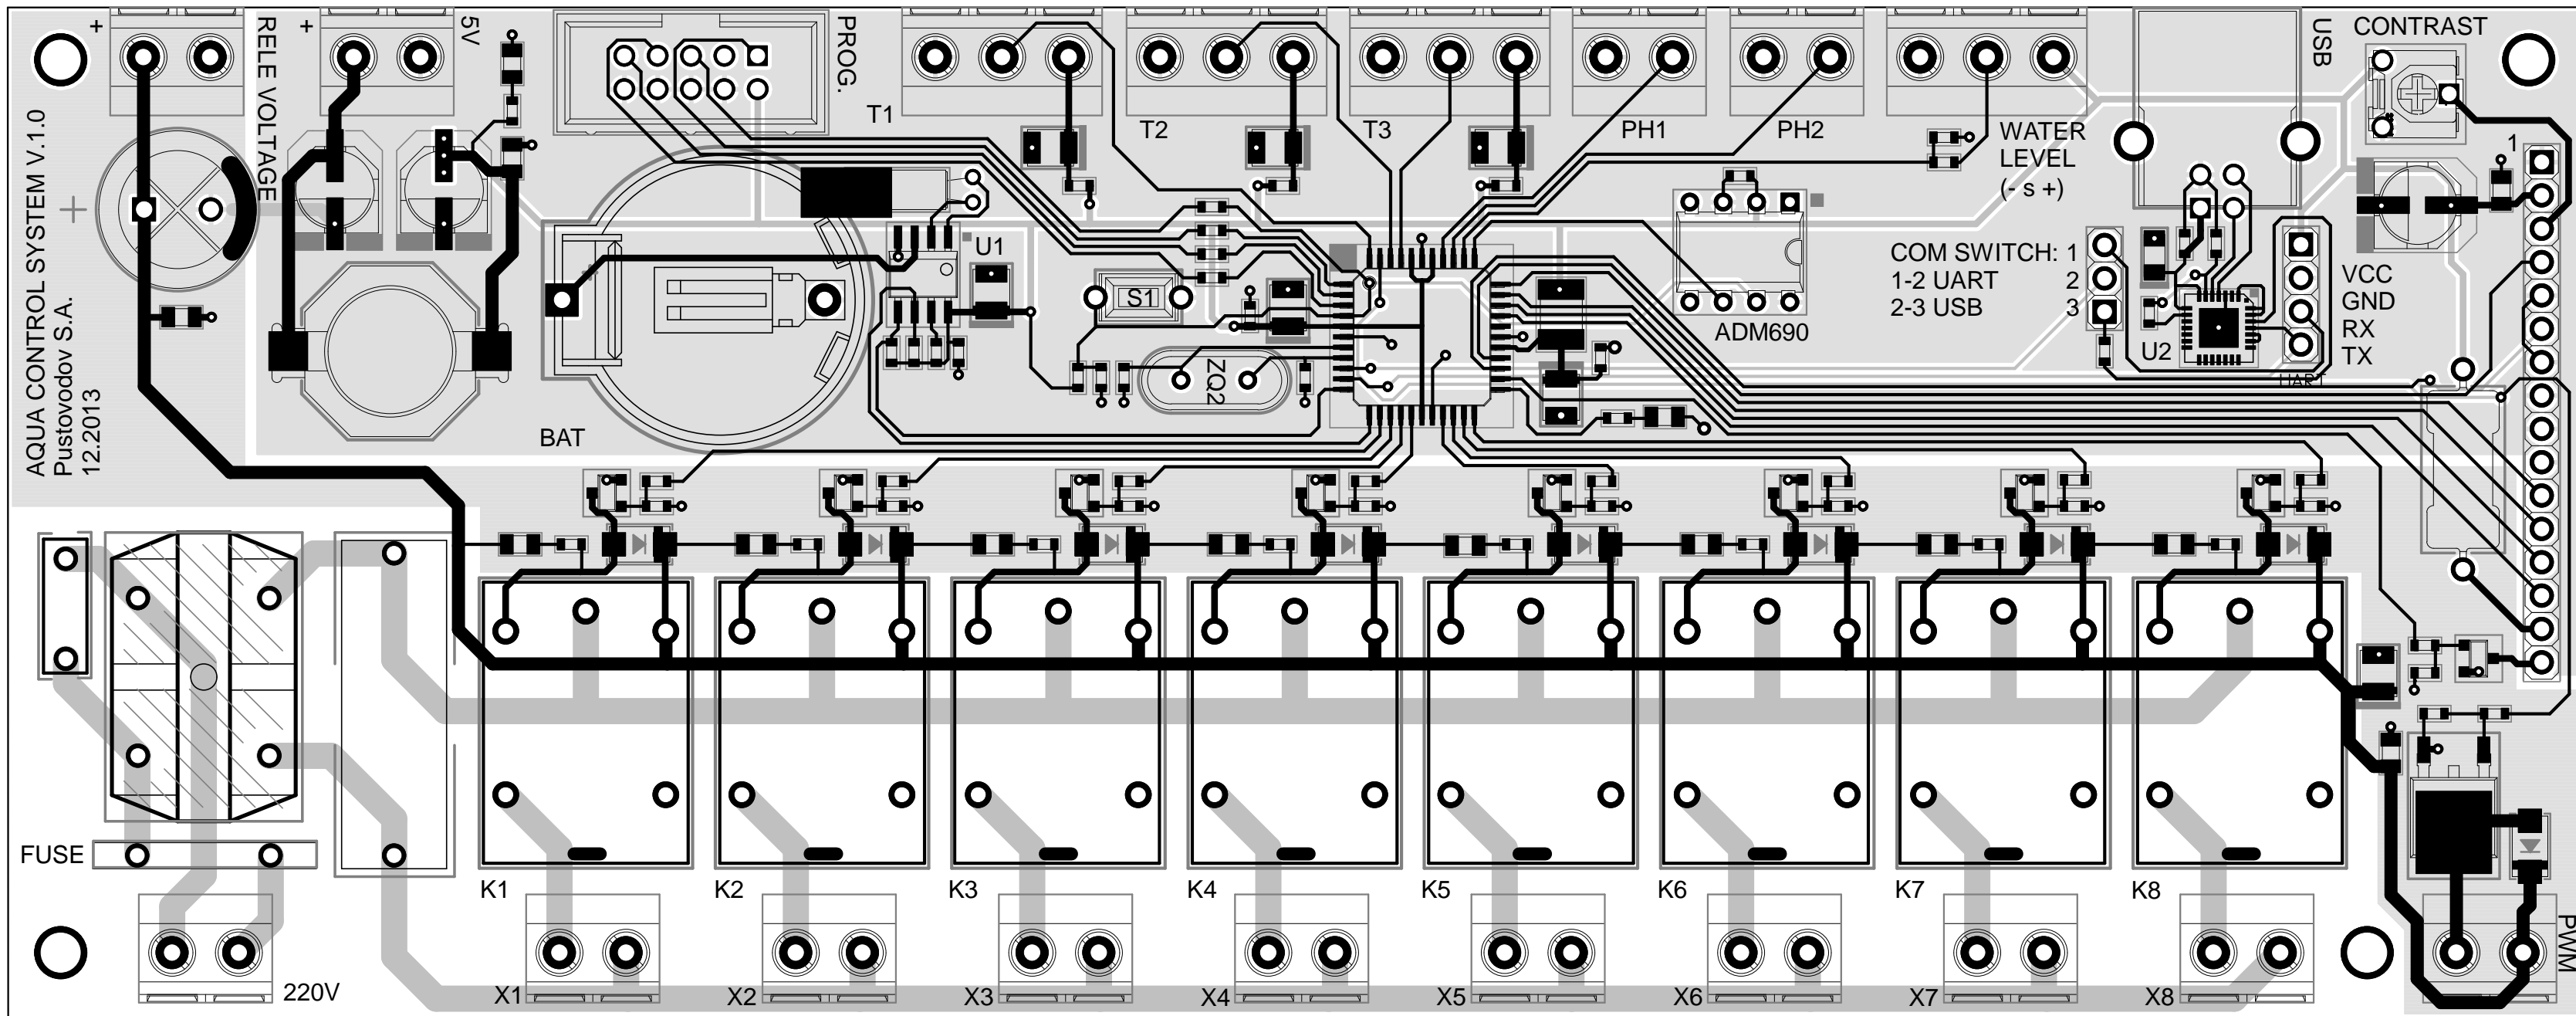 AQUA CONTROL SYSTEM V.1.0
Pustovodov S.A.
12.2013
+
RELE VOLTAGE
+
5V
+
PROG.
T1
T2
T3
PH1
PH2
WATER
LEVEL
(- s +)
USB
CONTRAST
1
U1
S1
ZQ2
BAT
ADM690
COM SWITCH: 1
1-2 UART
2
2-3 USB
3
U2
VCC
GND
RX
TX
UART
FUSE
220V
K1
K2
K3
K4
K5
K6
K7
K8
X1
X2
X3
X4
X5
X6
X7
X8
PWM